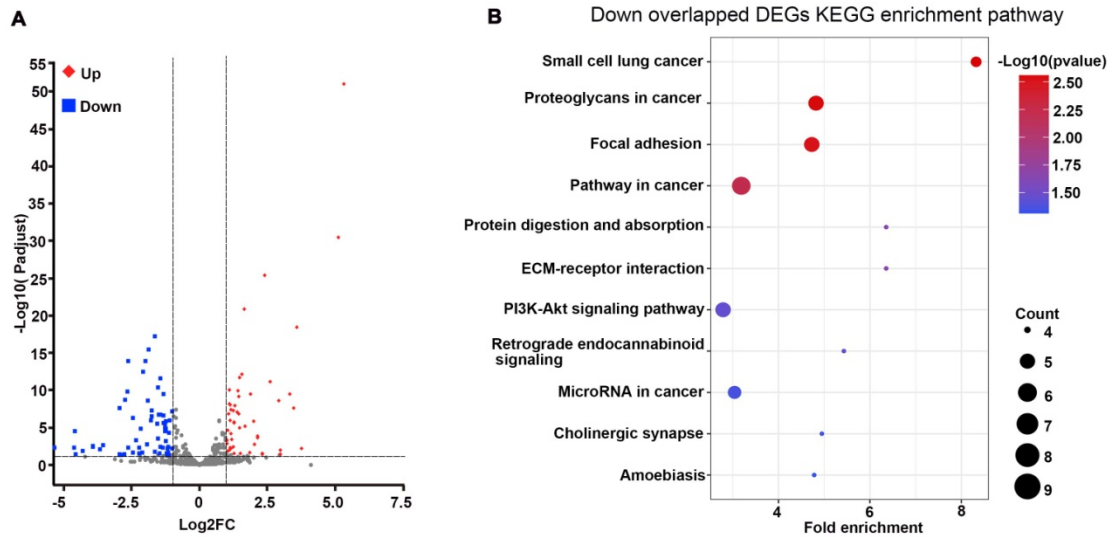 A
Up
Down
55
50
45
40
35
30
25
20
15
10
5
0
-Log10( Padjust)
-5
-2.5
0
2.5
5
7.5
Log2FC
B
Down overlapped DEGs KEGG enrichment pathway
Small cell lung cancer
Proteoglycans in cancer
Focal adhesion
Pathway in cancer
Protein digestion and absorption
ECM-receptor interaction
PI3K-Akt signaling pathway
Retrograde endocannabinoid
signaling
MicroRNA in cancer
Cholinergic synapse
Amoebiasis
4
6
8
Fold enrichment
-Log10(pvalue)
2.50
2.25
2.00
1.75
1.50
Count
4
5
6
7
8
9